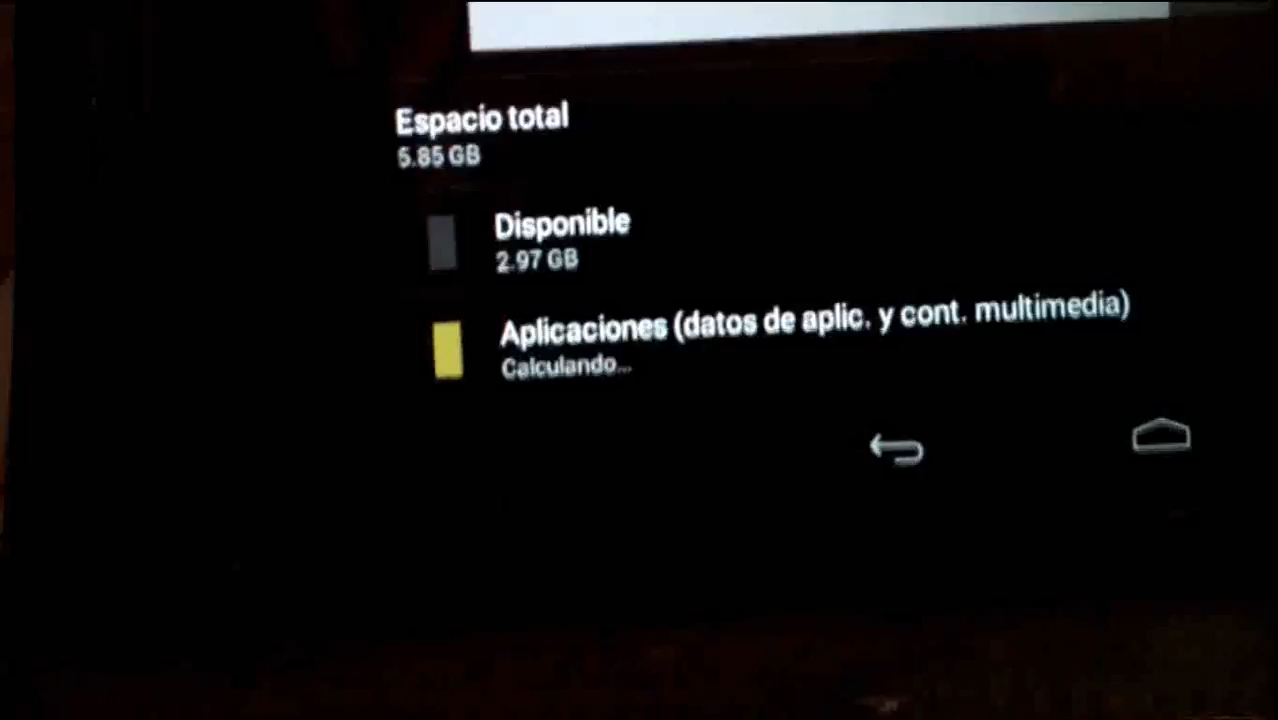 Espacio total
5.85 GB
Disponible
2.97 GB
Aplicaciones (datos de aplic. y cont. multimedia)
Calculando...